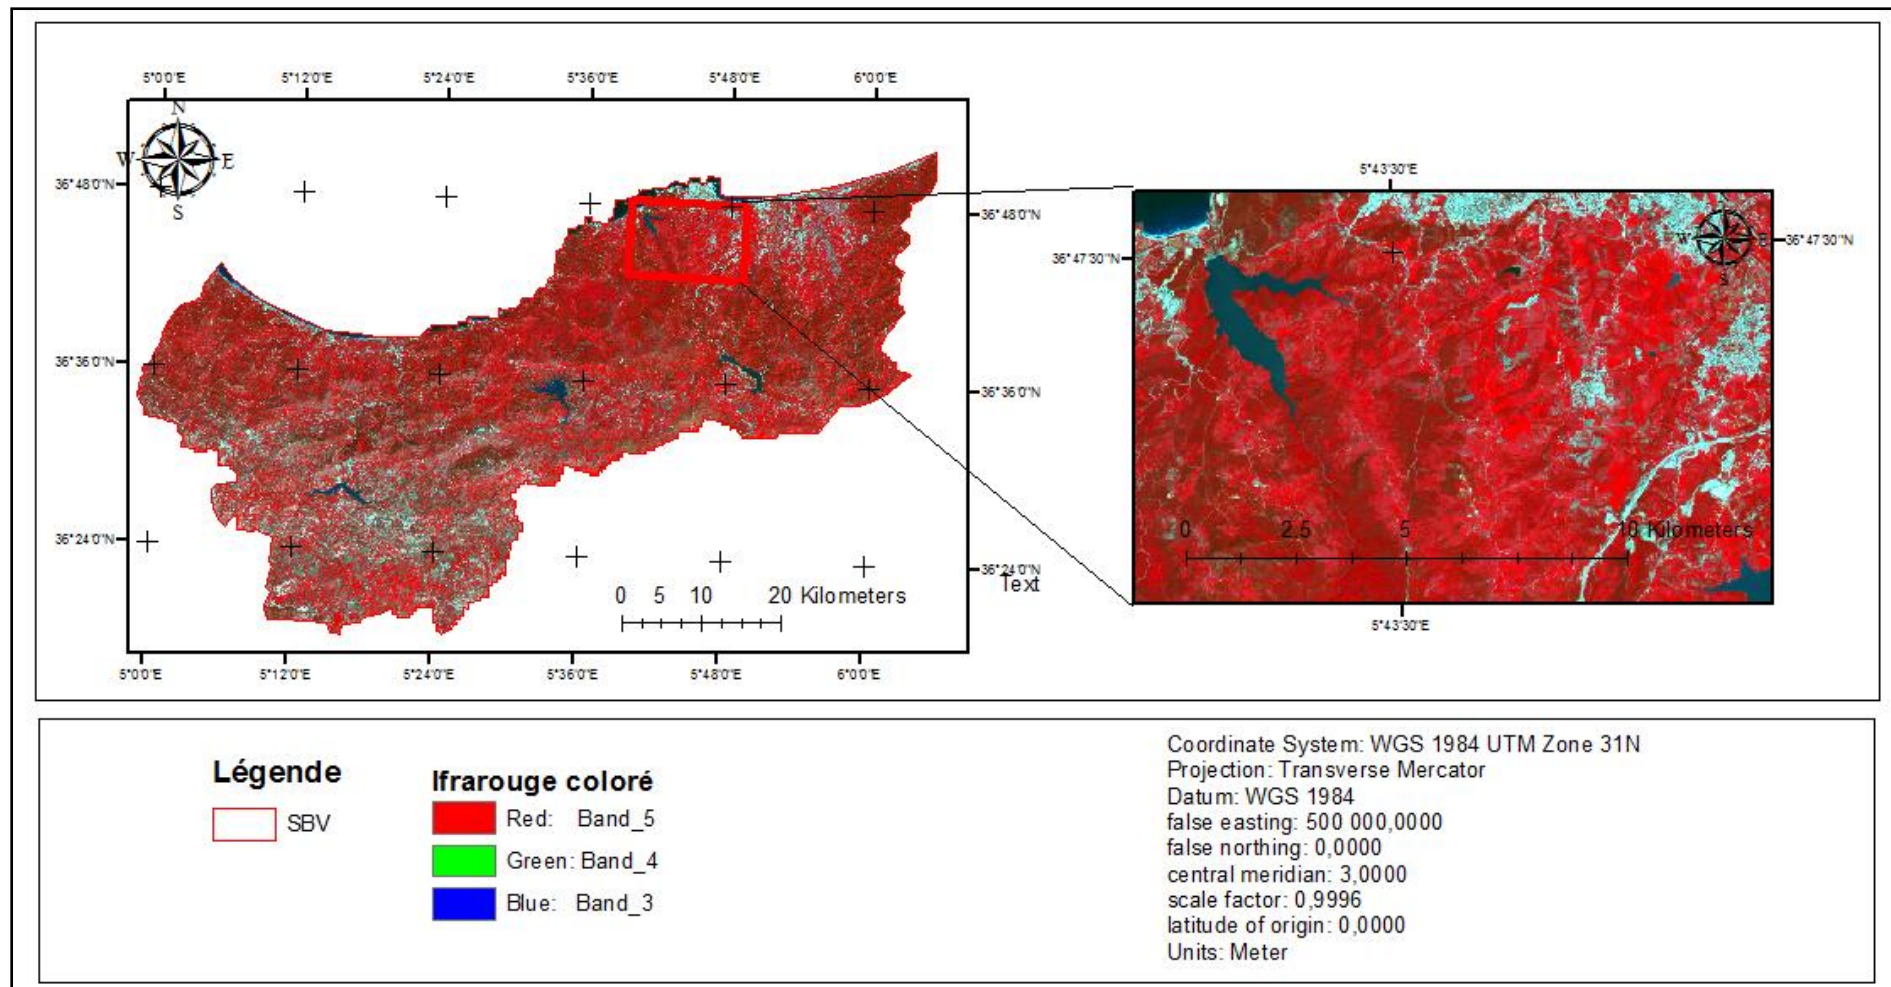 5°0'0"E 5°12'0"E 5°24'0"E 5°36'0"E 5°48'0"E 6°0'0"E
N
W E
S
36°48'0"N
36°48'0"N
36°36'0"N
36°36'0"N
36°24'0"N
36°24'0"N
Text
0 5 10 20 Kilometers
5°0'0"E 5°12'0"E 5°24'0"E 5°36'0"E 5°48'0"E 6°0'0"E
5°43'30"E
W E
S
36°47'30"N
36°47'30"N
0 2.5 5 10 Kilometers
5°43'30"E
Légende
SBV
Ifrarouge coloré
Red: Band_5
Green: Band_4
Blue: Band_3
Coordinate System: WGS 1984 UTM Zone 31N
Projection: Transverse Mercator
Datum: WGS 1984
false easting: 500 000,0000
false northing: 0,0000
central meridian: 3,0000
scale factor: 0,9996
latitude of origin: 0,0000
Units: Meter